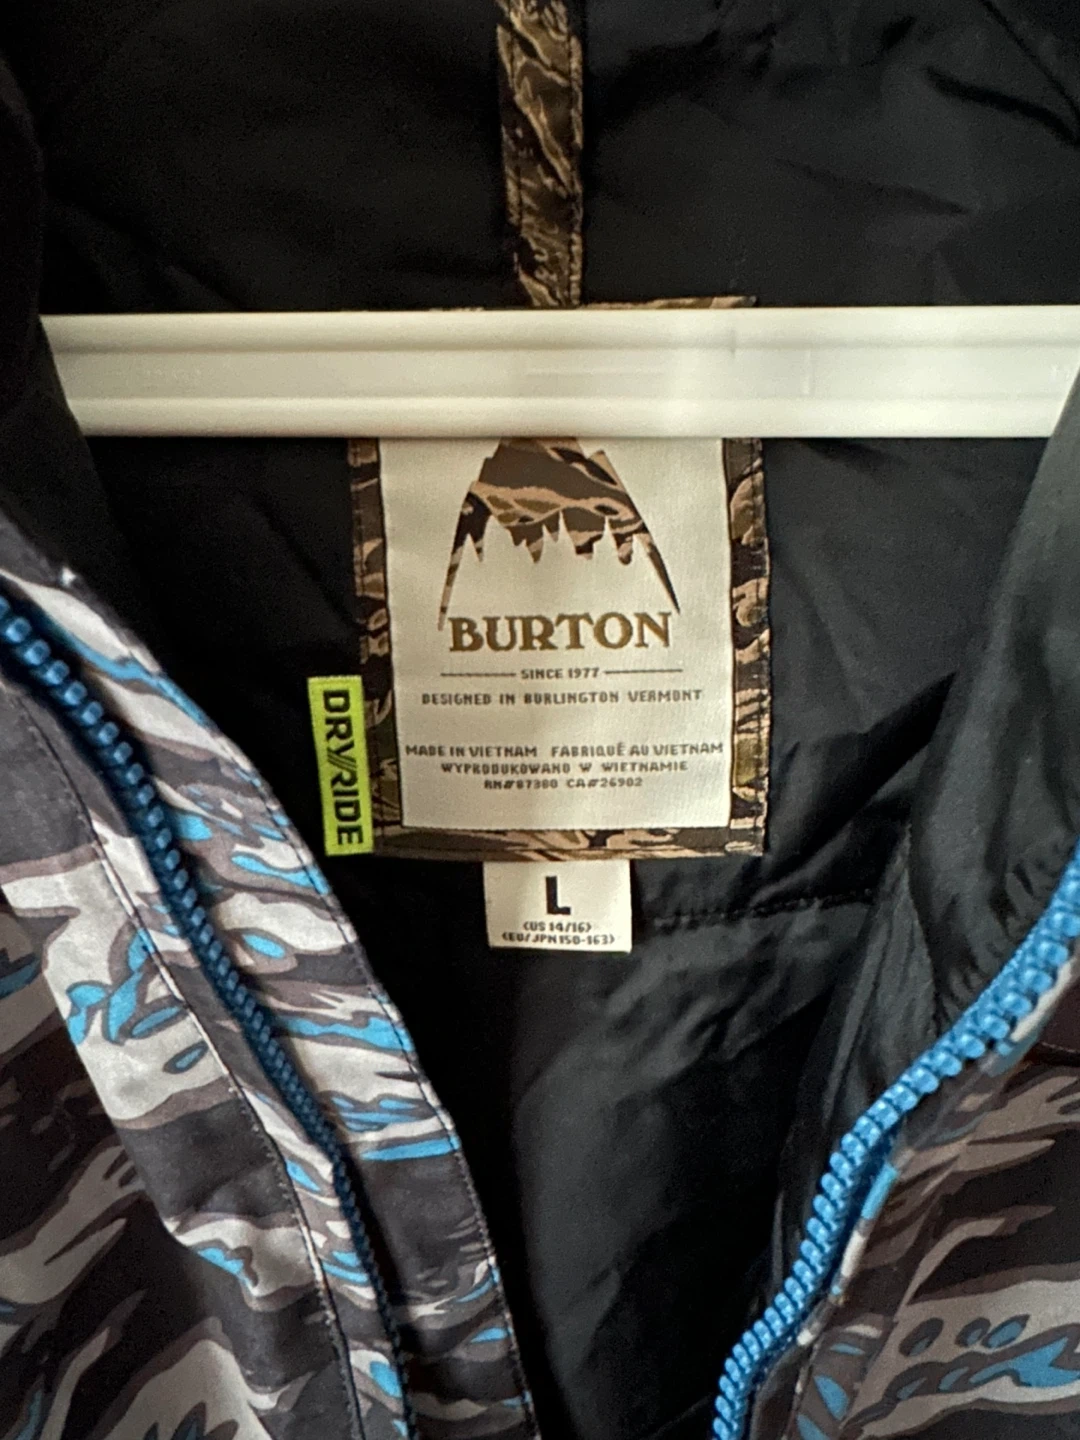 BURTON
SINCE 1977
DESIGNED IN BURLINGTON VERMONT
MADE IN VIETNAM FABRIQUÉ AU VIETNAM
WYPRODUKOWANO W WIETNAMIE
RN#87380 CA#26902
DRY//RIDE
L
(US 14/16)
(EU/JPN 150-163)